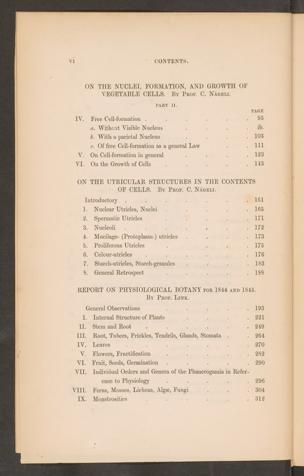 vi CONTENTS.
ON THE NUCLEI, FORMATION, AND GROWTH OF
VEGETABLE CELLS. By Prof. C. Nägeli.
PART II.
PAGE
IV. Free Cell-formation . 95
a. Without Visible Nucleus ib.
b. With a parietal Nucleus 103
c. Of free Cell-formation as a general Law 111
V. On Cell-formation in general 123
VI. On the Growth of Cells 143
ON THE UTRICULAR STRUCTURES IN THE CONTENTS
OF CELLS. By Prof. C. Nägeli.
Introductory 161
1. Nuclear Utricles, Nuclei 165
2. Spermatic Utricles 171
3. Nucleoli 172
4. Mucilage- (Protoplasm-) utricles 173
5. Proliferous Utricles 175
6. Colour-utricles 176
7. Starch-utricles, Starch-granules 183
8. General Retrospect 188
REPORT ON PHYSIOLOGICAL BOTANY for 1844 and 1845.
By Prof. Link.
General Observations 193
I. Internal Structure of Plants 221
II. Stem and Root 249
III. Root, Tubers, Prickles, Tendrils, Glands, Stomata 264
IV. Leaves 270
V. Flowers, Fructification 282
VI. Fruit, Seeds, Germination 290
VII. Individual Orders and Genera of the Phanerogamia in Refer-
ence to Physiology 296
VIII. Ferns, Mosses, Lichens, Algæ, Fungi 304
IX. Monstrosities 312